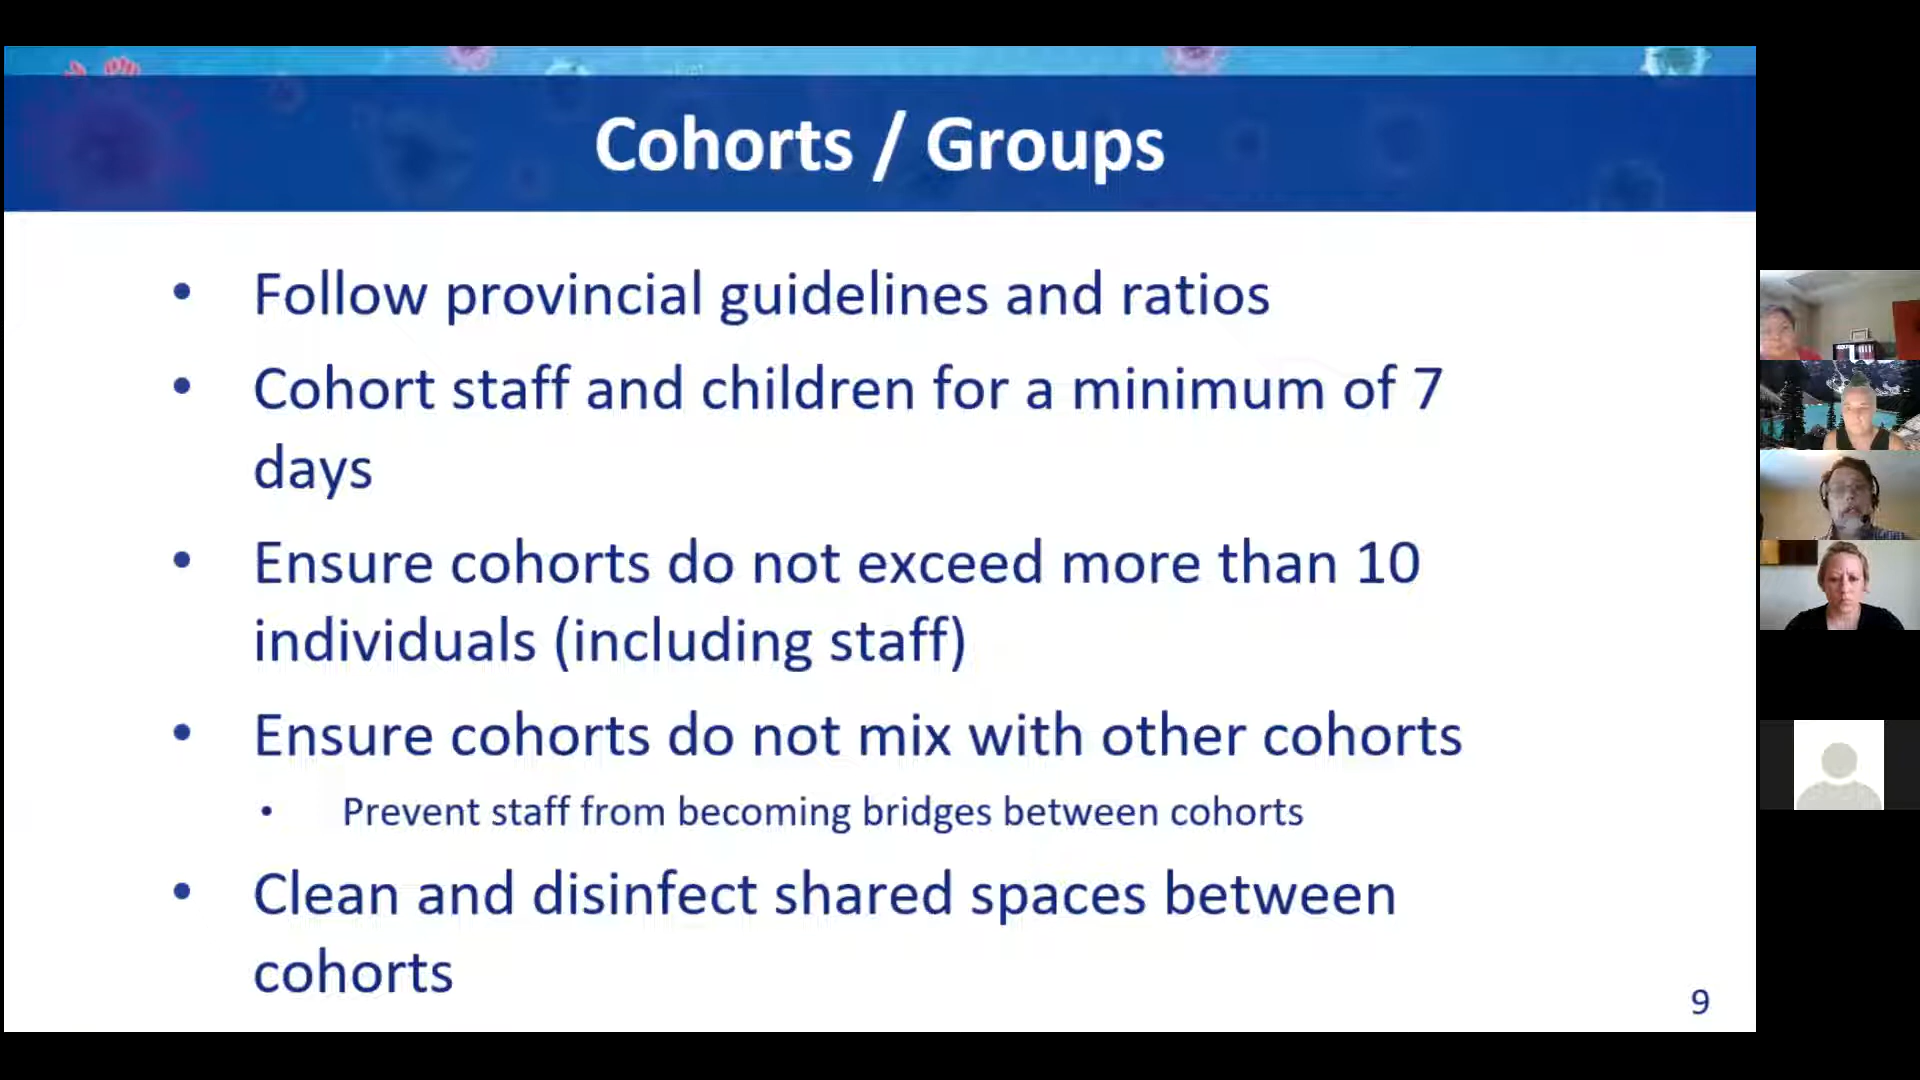 Cohorts / Groups
• Follow provincial guidelines and ratios
• Cohort staff and children for a minimum of 7
days
• Ensure cohorts do not exceed more than 10
individuals (including staff)
• Ensure cohorts do not mix with other cohorts
• Prevent staff from becoming bridges between cohorts
• Clean and disinfect shared spaces between
cohorts
9